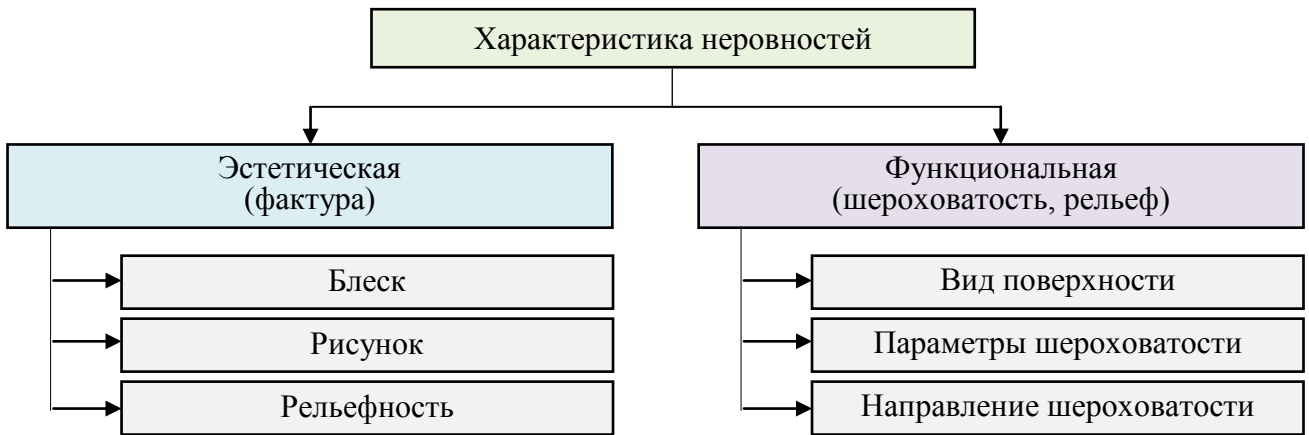 Характеристика неровностей
Эстетическая
(фактура)
Блеск
Рисунок
Рельефность
Функциональная
(шероховатость, рельеф)
Вид поверхности
Параметры шероховатости
Направление шероховатости